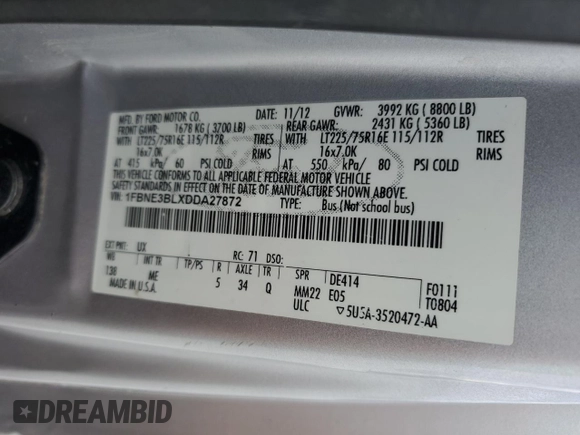 MFD. BY FORD MOTOR CO.
DATE: 11/12 GVWR: 3992 KG ( 8800 LB)
FRONT GAWR: 1678 KG ( 3700 LB) REAR GAWR: 2431 KG ( 5360 LB)
WITH LT225/75R16E 115/112R TIRES WITH LT225/75R16E 115/112R TIRES
16x7.0K RIMS 16x7.0K RIMS
AT 415 kPa/ 60 PSI COLD AT 550 kPa/ 80 PSI COLD
THIS VEHICLE CONFORMS TO ALL APPLICABLE FEDERAL MOTOR VEHICLE
SAFETY STANDARDS IN EFFECT ON THE DATE OF MANUFACTURE SHOWN ABOVE.
VIN: 1FBNE3BLXDDA27872 TYPE: Bus (Not school bus)
EXT PNT: UX RC: 71 DSO:
WB INT TR TP/PS R AXLE TR SPR DE414 F0111
138 ME 5 34 Q MM22 E05 T0804
MADE IN U.S.A. ULC ▽5U5A-3520472-AA
DREAMBID